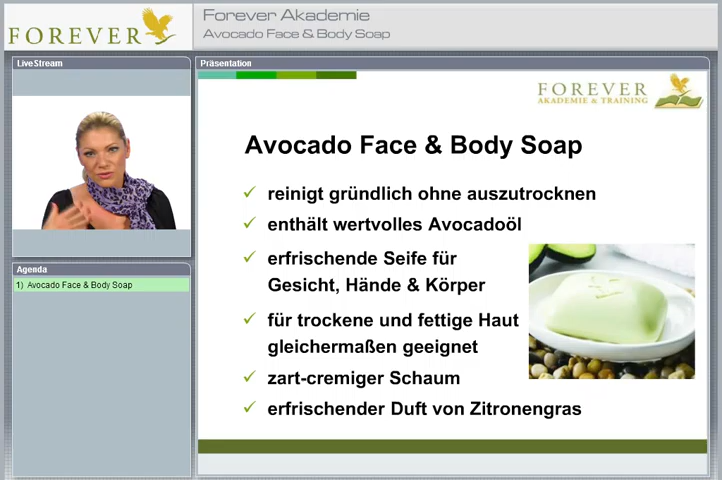 FOREVER
Forever Akademie
Avocado Face & Body Soap
LiveStream
Agenda
1) Avocado Face & Body Soap
Präsentation
FOREVER
AKADEMIE & TRAINING
Avocado Face & Body Soap
reinigt gründlich ohne auszutrocknen
enthält wertvolles Avocadoöl
erfrischende Seife für
Gesicht, Hände & Körper
für trockene und fettige Haut
gleichermaßen geeignet
zart-cremiger Schaum
erfrischender Duft von Zitronengras